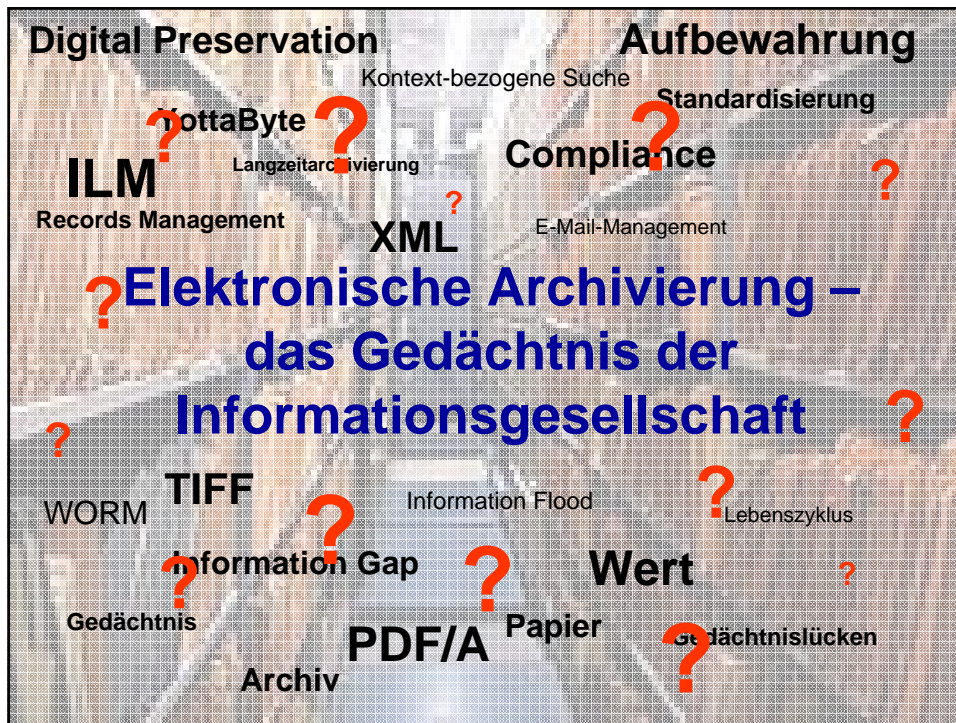 Digital Preservation
Aufbewahrung
Kontext-bezogene Suche
Standardisierung
YottaByte
?
?
?
Langzeitarchivierung
Compliance
ILM
?
Records Management
?
XML
E-Mail-Management
?
Elektronische Archivierung –
das Gedächtnis der
Informationsgesellschaft
?
?
TIFF
Information Flood
?
WORM
Lebenszyklus
?
Information Gap
?
?
Wert
?
Gedächtnis
Papier
Gedächtnislücken
?
PDF/A
Archiv